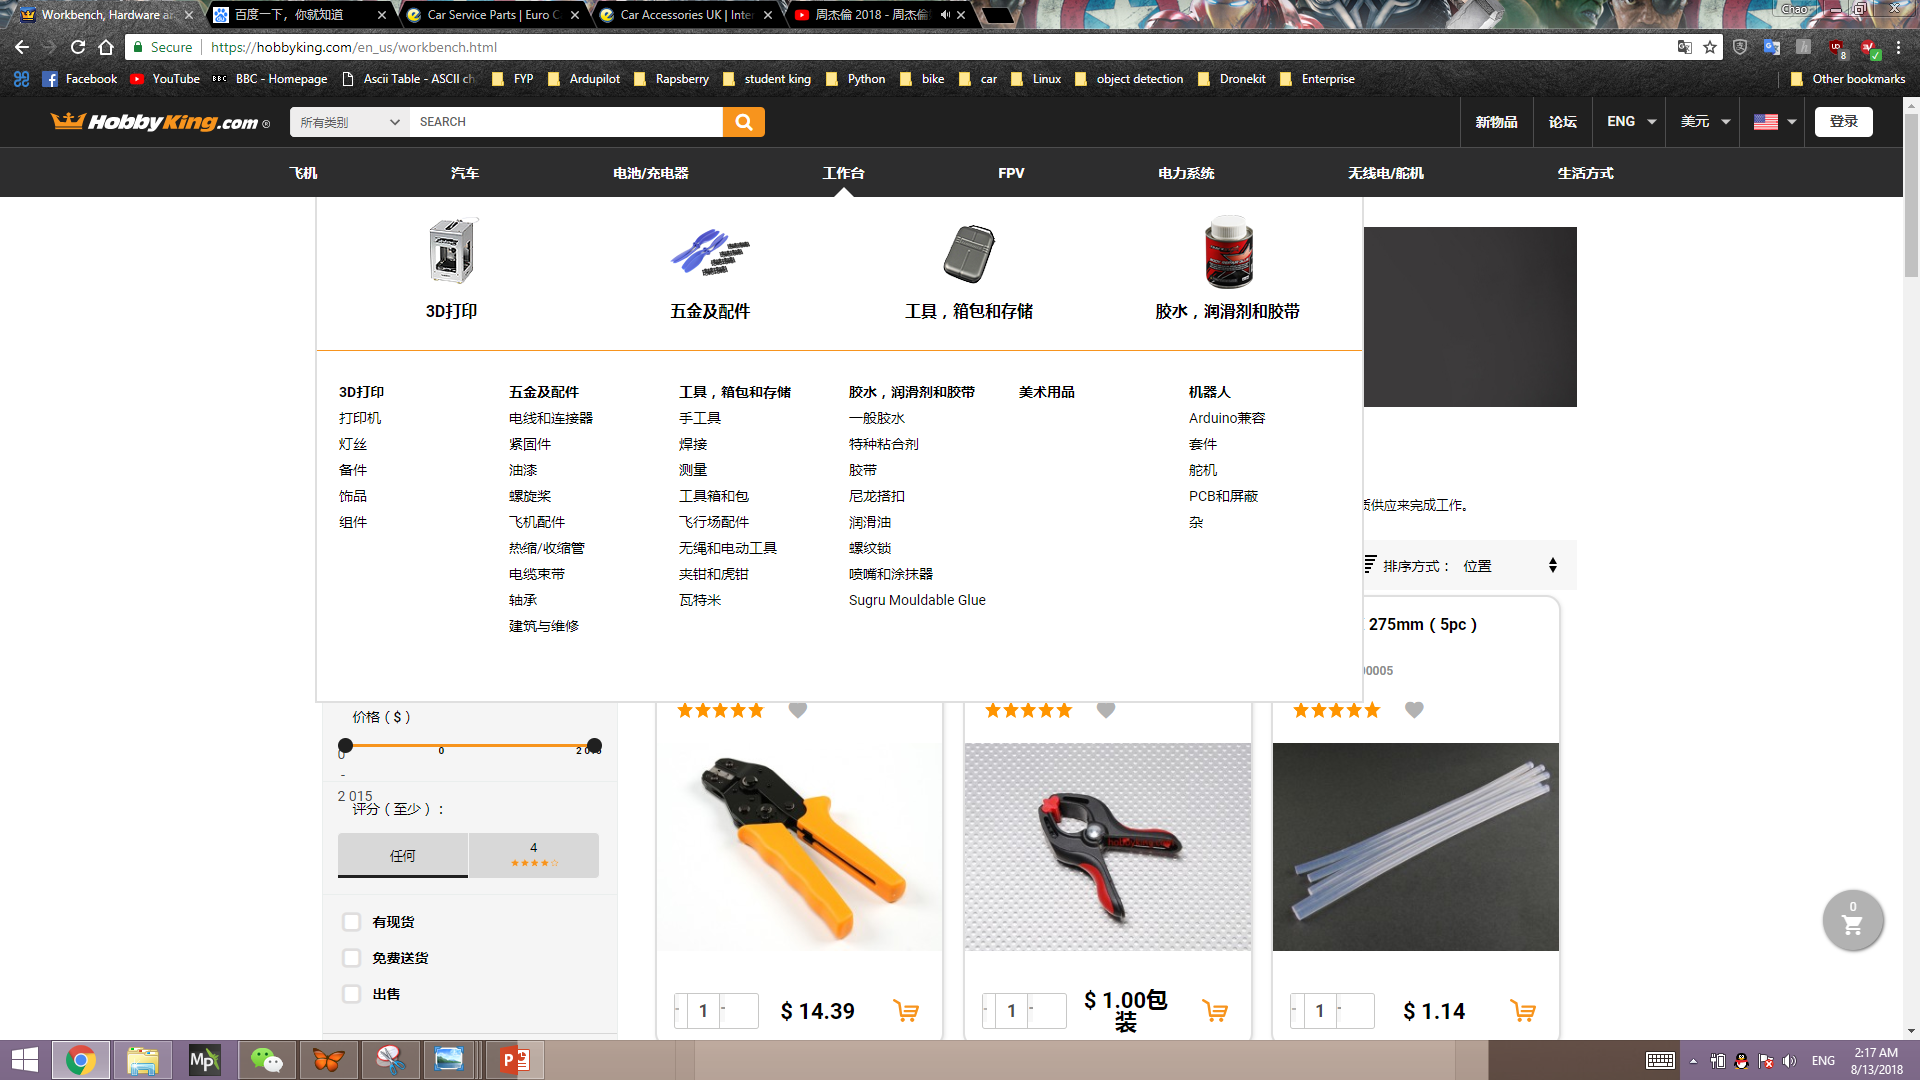 Workbench, Hardware an
百度一下，你就知道
Car Service Parts | Euro C
Car Accessories UK | Inter
周杰倫 2018 - 周杰倫
Chao
Secure
https://hobbyking.com/en_us/workbench.html
Facebook
YouTube
BBC
BBC - Homepage
Ascii Table - ASCII ch
FYP
Ardupilot
Rapsberry
student king
Python
bike
car
Linux
object detection
Dronekit
Enterprise
Other bookmarks
HobbyKing.com®
所有类别
SEARCH
新物品
论坛
ENG
美元
登录
飞机
汽车
电池/充电器
工作台
FPV
电力系统
无线电/舵机
生活方式
3D打印
五金及配件
工具，箱包和存储
胶水，润滑剂和胶带
3D打印
打印机
灯丝
备件
饰品
组件
五金及配件
电线和连接器
紧固件
油漆
螺旋桨
飞机配件
热缩/收缩管
电缆束带
轴承
建筑与维修
工具，箱包和存储
手工具
焊接
测量
工具箱和包
飞行场配件
无绳和电动工具
夹钳和虎钳
瓦特米
胶水，润滑剂和胶带
一般胶水
特种粘合剂
胶带
尼龙搭扣
润滑油
螺纹锁
喷嘴和涂抹器
Sugru Mouldable Glue
美术用品
机器人
Arduino兼容
套件
舵机
PCB和屏蔽
杂
质供应来完成工作。
排序方式：
位置
275mm（5pc）
00005
价格（$）
0
0
-
2 015
评分（至少）：
任何
4
有现货
免费送货
出售
1
$ 14.39
1
$ 1.00包
装
1
$ 1.14
0
ENG
2:17 AM
8/13/2018